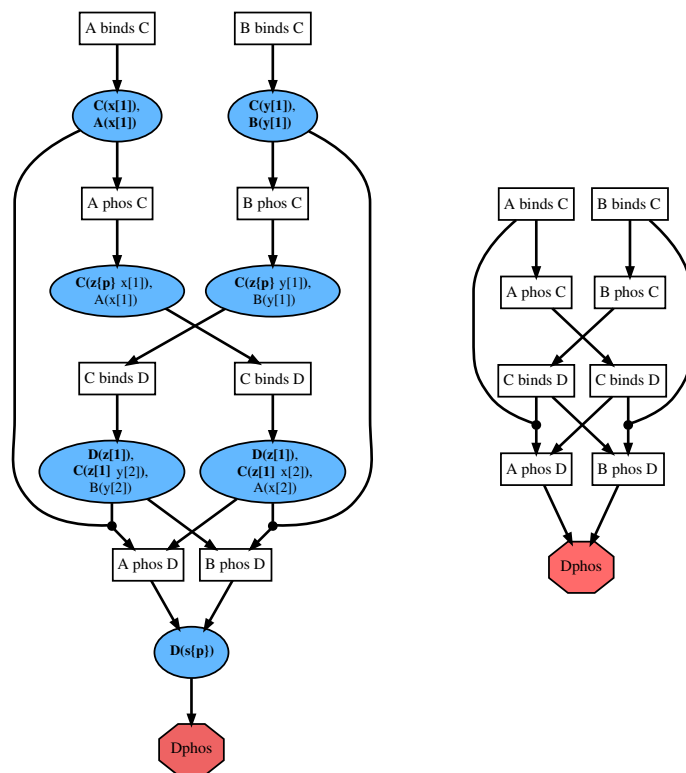 A binds C
B binds C
C(x[1]),
A(x[1])
C(y[1]),
B(y[1])
A phos C
B phos C
C(z{p} x[1]),
A(x[1])
C(z{p} y[1]),
B(y[1])
C binds D
C binds D
D(z[1]),
C(z[1] y[2]),
B(y[2])
D(z[1]),
C(z[1] x[2]),
A(x[2])
A phos D
B phos D
D(s{p})
Dphos
A binds C
B binds C
A phos C
B phos C
C binds D
C binds D
A phos D
B phos D
Dphos